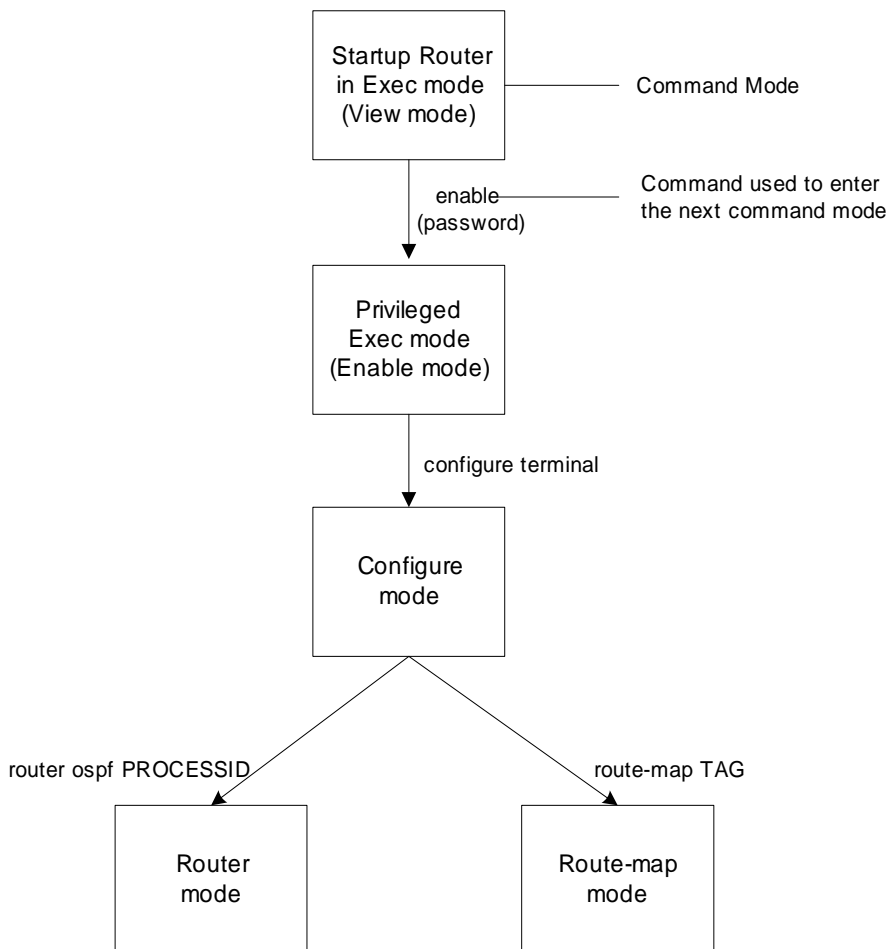 Startup Router
in Exec mode
(View mode)
Command Mode
enable
(password)
Command used to enter
the next command mode
Privileged
Exec mode
(Enable mode)
configure terminal
Configure
mode
router ospf PROCESSID
route-map TAG
Router
mode
Route-map
mode